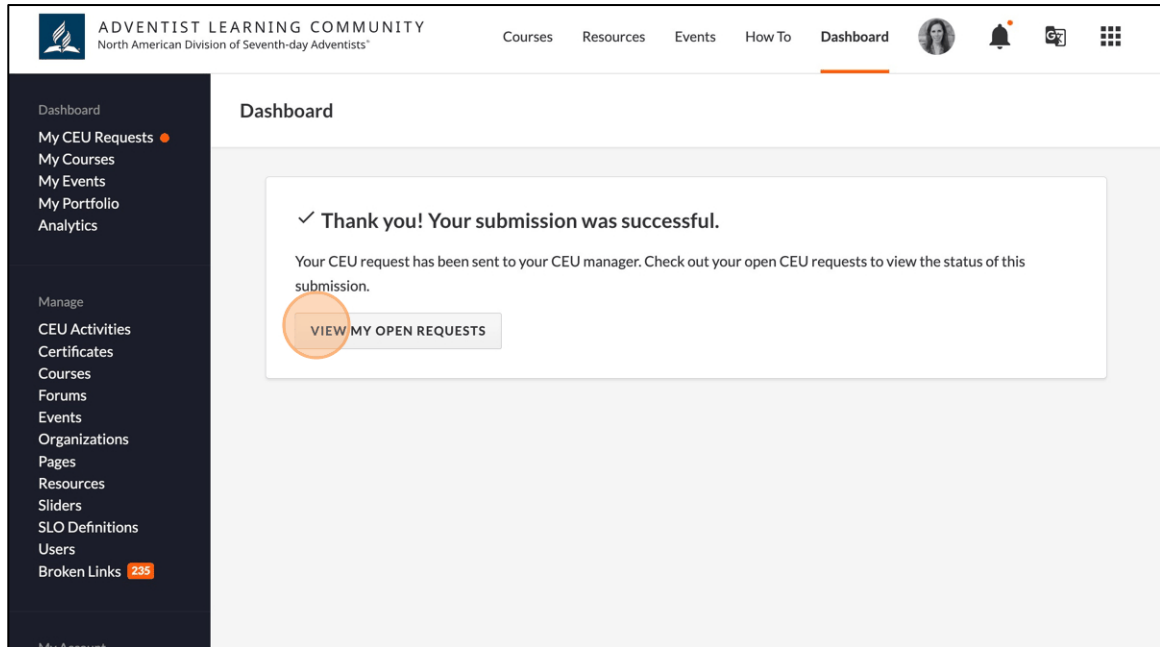 ADVENTIST LEARNING COMMUNITY
North American Division of Seventh-day Adventists®
Courses Resources Events How To Dashboard
Dashboard
My CEU Requests
My Courses
My Events
My Portfolio
Analytics
Manage
CEU Activities
Certificates
Courses
Forums
Events
Organizations
Pages
Resources
Sliders
SLO Definitions
Users
Broken Links 235
My Account
Dashboard
Thank you! Your submission was successful.
Your CEU request has been sent to your CEU manager. Check out your open CEU requests to view the status of this
submission.
VIEW MY OPEN REQUESTS